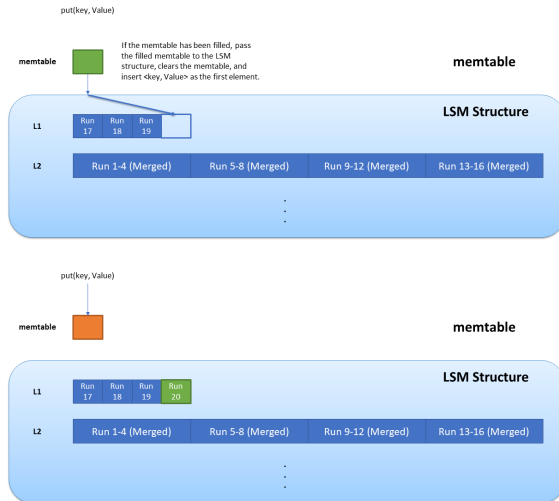 put(key, Value)
If the memtable has been filled, pass
the filled memtable to the LSM
structure, clears the memtable, and
insert <key, Value> as the first element.
memtable
memtable
LSM Structure
L1
Run 17
Run 18
Run 19
L2
Run 1-4 (Merged)
Run 5-8 (Merged)
Run 9-12 (Merged)
Run 13-16 (Merged)
.
.
.
put(key, Value)
memtable
memtable
LSM Structure
L1
Run 17
Run 18
Run 19
Run 20
L2
Run 1-4 (Merged)
Run 5-8 (Merged)
Run 9-12 (Merged)
Run 13-16 (Merged)
.
.
.